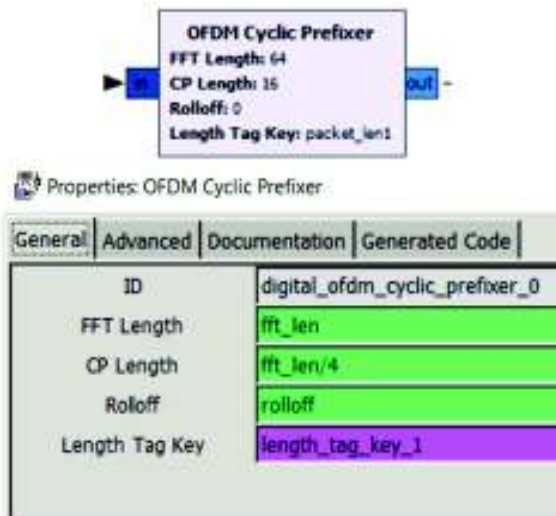 OFDM Cyclic Prefixer
FFT Length: 64
CP Length: 16
Rolloff: 0
Length Tag Key: packet_len1
in
out
Properties: OFDM Cyclic Prefixer
General Advanced Documentation Generated Code
ID digital_ofdm_cyclic_prefixer_0
FFT Length fft_len
CP Length fft_len/4
Rolloff rolloff
Length Tag Key length_tag_key_1